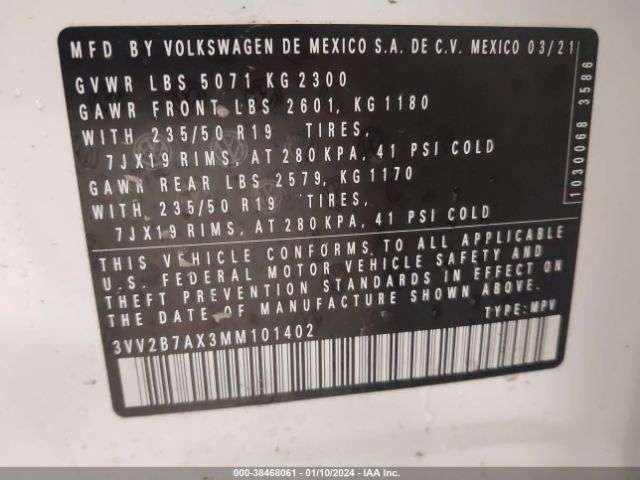 MFD BY VOLKSWAGEN DE MEXICO S.A. DE C.V. MEXICO 03/21
GVWR LBS 5071 KG 2300
GAWR FRONT LBS 2601, KG 1180
WITH 235/50 R19 TIRES,
7JX19 RIMS, AT 280 KPA, 41 PSI COLD
GAWR REAR LBS 2579, KG 1170
WITH 235/50 R19 TIRES,
7JX19 RIMS, AT 280 KPA, 41 PSI COLD
1030068 3586
THIS VEHICLE CONFORMS TO ALL APPLICABLE
U.S. FEDERAL MOTOR VEHICLE SAFETY AND
THEFT PREVENTION STANDARDS IN EFFECT ON
THE DATE OF MANUFACTURE SHOWN ABOVE.
3VV2B7AX3MM101402 TYPE: MPV
000-38468061 - 01/10/2024 - IAA Inc.